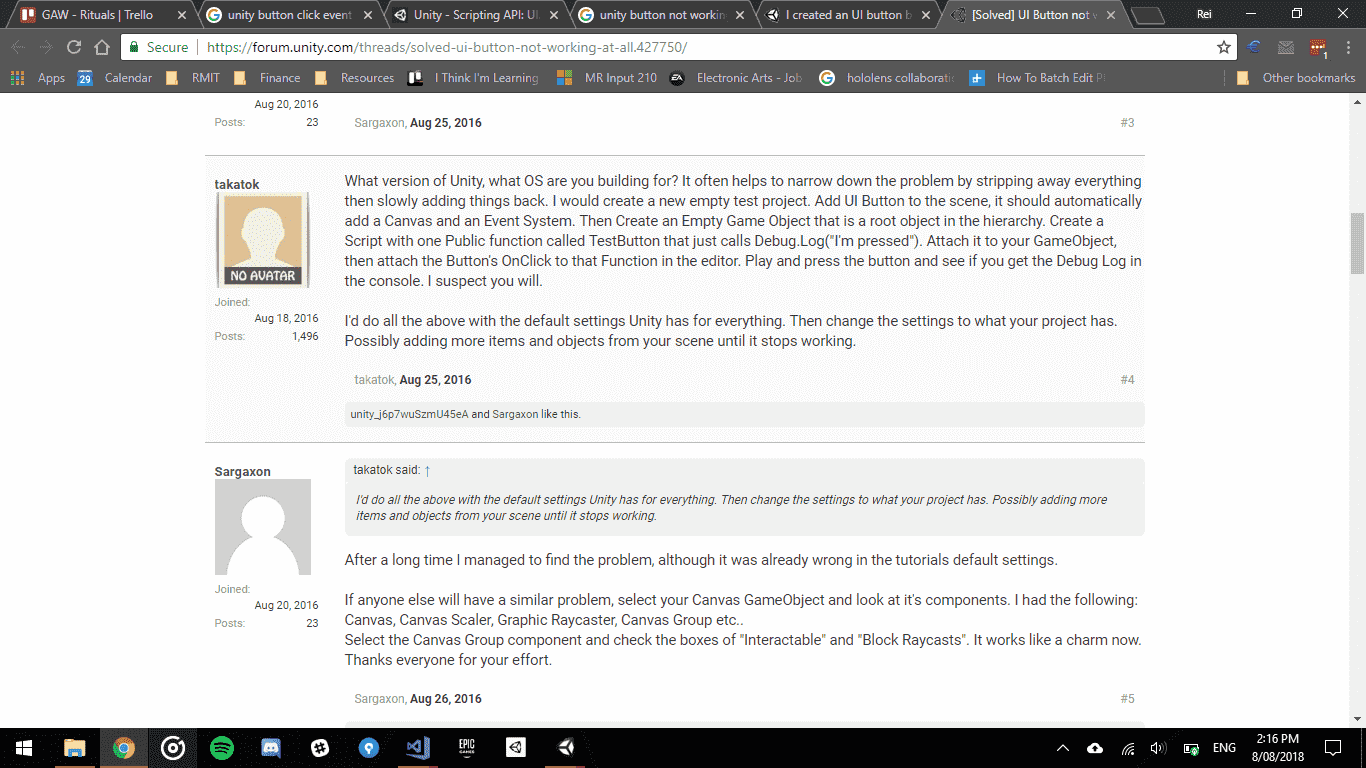 GAW - Rituals | Trello
unity button click event
Unity - Scripting API: UI.
unity button not workin
I created an UI button b
[Solved] UI Button not w
Rei
Secure
https://forum.unity.com/threads/solved-ui-button-not-working-at-all.427750/
Apps
29
Calendar
RMIT
Finance
Resources
I Think I'm Learning
MR Input 210
EA
Electronic Arts - Job
hololens collaborati
How To Batch Edit P
Other bookmarks
1
Aug 20, 2016
Posts: 23
Sargaxon, Aug 25, 2016
#3
takatok
NO AVATAR
Joined:
Aug 18, 2016
Posts: 1,496
What version of Unity, what OS are you building for? It often helps to narrow down the problem by stripping away everything
then slowly adding things back. I would create a new empty test project. Add UI Button to the scene, it should automatically
add a Canvas and an Event System. Then Create an Empty Game Object that is a root object in the hierarchy. Create a
Script with one Public function called TestButton that just calls Debug.Log("I'm pressed"). Attach it to your GameObject,
then attach the Button's OnClick to that Function in the editor. Play and press the button and see if you get the Debug Log in
the console. I suspect you will.
I'd do all the above with the default settings Unity has for everything. Then change the settings to what your project has.
Possibly adding more items and objects from your scene until it stops working.
takatok, Aug 25, 2016
#4
unity_j6p7wuSzmU45eA and Sargaxon like this.
Sargaxon
Joined:
Aug 20, 2016
Posts: 23
takatok said: ↑
I'd do all the above with the default settings Unity has for everything. Then change the settings to what your project has. Possibly adding more
items and objects from your scene until it stops working.
After a long time I managed to find the problem, although it was already wrong in the tutorials default settings.
If anyone else will have a similar problem, select your Canvas GameObject and look at it's components. I had the following:
Canvas, Canvas Scaler, Graphic Raycaster, Canvas Group etc..
Select the Canvas Group component and check the boxes of "Interactable" and "Block Raycasts". It works like a charm now.
Thanks everyone for your effort.
Sargaxon, Aug 26, 2016
#5
EPIC
GAMES
ENG
2:16 PM
8/08/2018